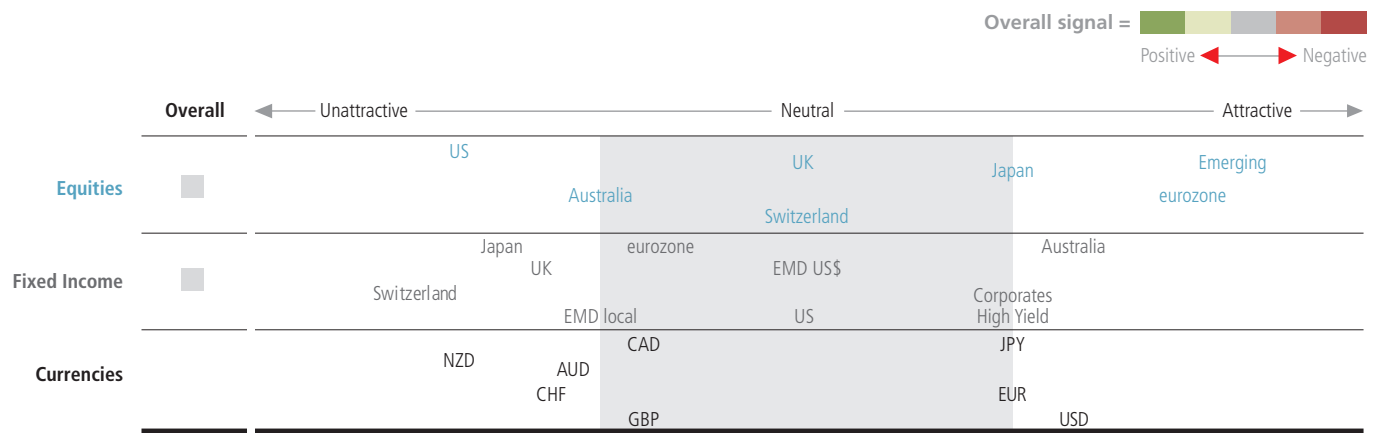 Overall signal =
Positive Negative
Overall Unattractive Neutral Attractive
Equities
US
UK
Emerging
Japan
Australia
eurozone
Switzerland
Fixed Income
Japan eurozone Australia
UK EMD US$
Switzerland
Corporates
EMD local US High Yield
Currencies
CAD JPY
NZD
AUD
CHF EUR
GBP USD